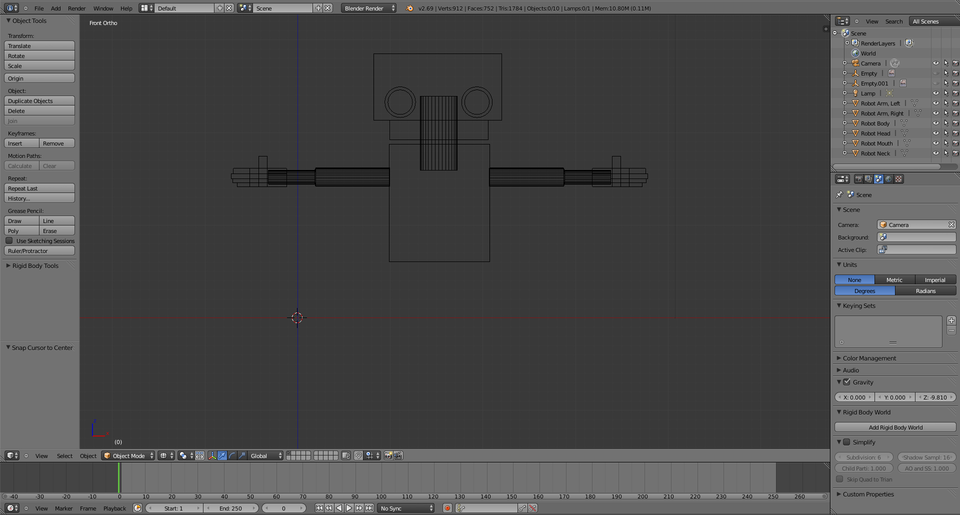 File Add Render Window Help Default Scene Blender Render v2.69 | Verts:912 | Faces:752 | Tris:1784 | Objects:0/10 | Lamps:0/1 | Mem:10.80M (0.11M)
Object Tools
Transform:
Translate
Rotate
Scale
Origin
Object:
Duplicate Objects
Delete
Join
Keyframes:
Insert Remove
Motion Paths:
Calculate Clear
Repeat:
Repeat Last
History...
Grease Pencil:
Draw Line
Poly Erase
Use Sketching Sessions
Ruler/Protractor
Rigid Body Tools
Snap Cursor to Center
Front Ortho
(0)
View Select Object Object Mode Global
-40 -30 -20 -10 0 10 20 30 40 50 60 70 80 90 100 110 120 130 140 150 160 170 180 190 200 210 220 230 240 250 260
View Marker Frame Playback Start: 1 End: 250 0 No Sync
View Search All Scenes
Scene
RenderLayers
World
Camera
Empty
Empty.001
Lamp
Robot Arm, Left
Robot Arm, Right
Robot Body
Robot Head
Robot Mouth
Robot Neck
Scene
Scene
Camera: Camera
Background:
Active Clip:
Units
None Metric Imperial
Degrees Radians
Keying Sets
Color Management
Audio
Gravity
X: 0.000 Y: 0.000 Z: -9.810
Rigid Body World
Add Rigid Body World
Simplify
Subdivision: 6 Shadow Sampl: 16
Child Parti: 1.000 AO and SS: 1.000
Skip Quad to Trian
Custom Properties